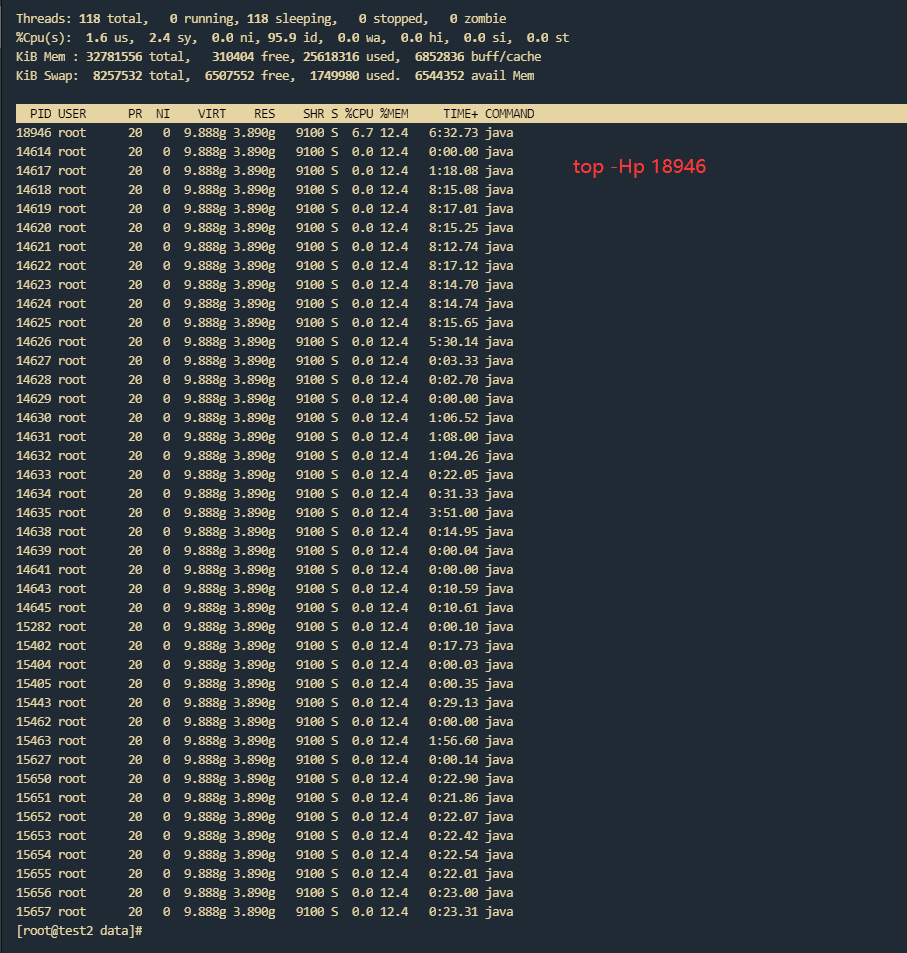 Threads: 118 total,   0 running, 118 sleeping,   0 stopped,   0 zombie
%Cpu(s):  1.6 us,  2.4 sy,  0.0 ni, 95.9 id,  0.0 wa,  0.0 hi,  0.0 si,  0.0 st
KiB Mem : 32781556 total,   310404 free, 25618316 used,  6852836 buff/cache
KiB Swap:  8257532 total,  6507552 free,  1749980 used.  6544352 avail Mem
PID USER      PR  NI    VIRT    RES    SHR S %CPU %MEM     TIME+ COMMAND
18946 root      20   0  9.888g 3.890g   9100 S  6.7 12.4   6:32.73 java
14614 root      20   0  9.888g 3.890g   9100 S  0.0 12.4   0:00.00 java
top -Hp 18946
14617 root      20   0  9.888g 3.890g   9100 S  0.0 12.4   1:18.08 java
14618 root      20   0  9.888g 3.890g   9100 S  0.0 12.4   8:15.08 java
14619 root      20   0  9.888g 3.890g   9100 S  0.0 12.4   8:17.01 java
14620 root      20   0  9.888g 3.890g   9100 S  0.0 12.4   8:15.25 java
14621 root      20   0  9.888g 3.890g   9100 S  0.0 12.4   8:12.74 java
14622 root      20   0  9.888g 3.890g   9100 S  0.0 12.4   8:17.12 java
14623 root      20   0  9.888g 3.890g   9100 S  0.0 12.4   8:14.70 java
14624 root      20   0  9.888g 3.890g   9100 S  0.0 12.4   8:14.74 java
14625 root      20   0  9.888g 3.890g   9100 S  0.0 12.4   8:15.65 java
14626 root      20   0  9.888g 3.890g   9100 S  0.0 12.4   5:30.14 java
14627 root      20   0  9.888g 3.890g   9100 S  0.0 12.4   0:03.33 java
14628 root      20   0  9.888g 3.890g   9100 S  0.0 12.4   0:02.70 java
14629 root      20   0  9.888g 3.890g   9100 S  0.0 12.4   0:00.00 java
14630 root      20   0  9.888g 3.890g   9100 S  0.0 12.4   1:06.52 java
14631 root      20   0  9.888g 3.890g   9100 S  0.0 12.4   1:08.00 java
14632 root      20   0  9.888g 3.890g   9100 S  0.0 12.4   1:04.26 java
14633 root      20   0  9.888g 3.890g   9100 S  0.0 12.4   0:22.05 java
14634 root      20   0  9.888g 3.890g   9100 S  0.0 12.4   0:31.33 java
14635 root      20   0  9.888g 3.890g   9100 S  0.0 12.4   3:51.00 java
14638 root      20   0  9.888g 3.890g   9100 S  0.0 12.4   0:14.95 java
14639 root      20   0  9.888g 3.890g   9100 S  0.0 12.4   0:00.04 java
14641 root      20   0  9.888g 3.890g   9100 S  0.0 12.4   0:00.00 java
14643 root      20   0  9.888g 3.890g   9100 S  0.0 12.4   0:10.59 java
14645 root      20   0  9.888g 3.890g   9100 S  0.0 12.4   0:10.61 java
15282 root      20   0  9.888g 3.890g   9100 S  0.0 12.4   0:00.10 java
15402 root      20   0  9.888g 3.890g   9100 S  0.0 12.4   0:17.73 java
15404 root      20   0  9.888g 3.890g   9100 S  0.0 12.4   0:00.03 java
15405 root      20   0  9.888g 3.890g   9100 S  0.0 12.4   0:00.35 java
15443 root      20   0  9.888g 3.890g   9100 S  0.0 12.4   0:29.13 java
15462 root      20   0  9.888g 3.890g   9100 S  0.0 12.4   0:00.00 java
15463 root      20   0  9.888g 3.890g   9100 S  0.0 12.4   1:56.60 java
15627 root      20   0  9.888g 3.890g   9100 S  0.0 12.4   0:00.14 java
15650 root      20   0  9.888g 3.890g   9100 S  0.0 12.4   0:22.90 java
15651 root      20   0  9.888g 3.890g   9100 S  0.0 12.4   0:21.86 java
15652 root      20   0  9.888g 3.890g   9100 S  0.0 12.4   0:22.07 java
15653 root      20   0  9.888g 3.890g   9100 S  0.0 12.4   0:22.42 java
15654 root      20   0  9.888g 3.890g   9100 S  0.0 12.4   0:22.54 java
15655 root      20   0  9.888g 3.890g   9100 S  0.0 12.4   0:22.01 java
15656 root      20   0  9.888g 3.890g   9100 S  0.0 12.4   0:23.00 java
15657 root      20   0  9.888g 3.890g   9100 S  0.0 12.4   0:23.31 java
[root@test2 data]#